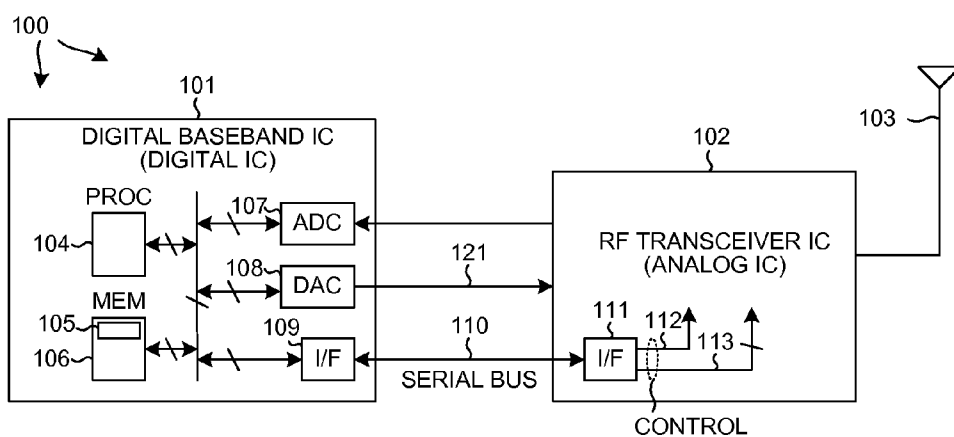 100
101
DIGITAL BASEBAND IC
(DIGITAL IC)
PROC
104
107
ADC
108
DAC
121
MEM
105
106
109
I/F
110
SERIAL BUS
102
103
RF TRANSCEIVER IC
(ANALOG IC)
111
I/F
112
113
CONTROL